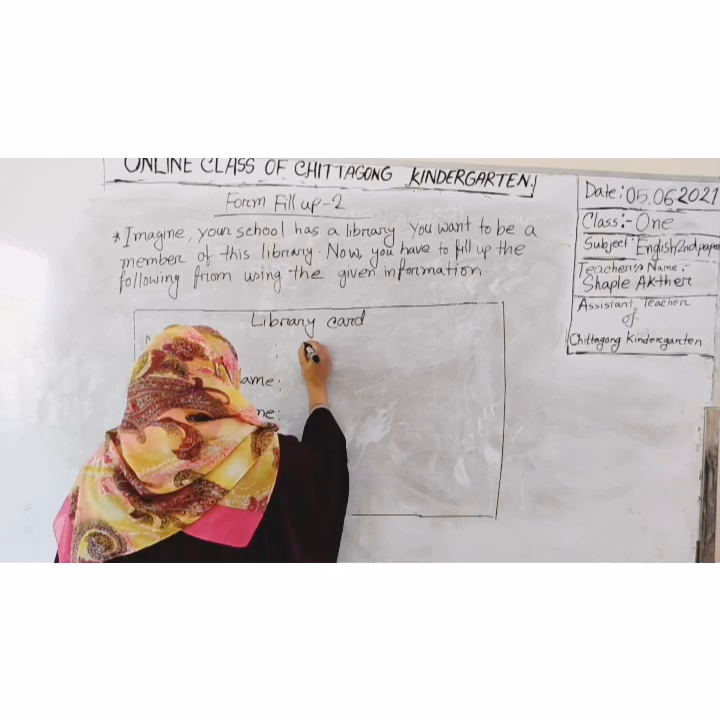 ONLINE CLASS OF CHITTAGONG KINDERGARTEN.
Form Fill up-2
* Imagine, your school has a library you want to be a
member of this library. Now, you have to fill up the
following from using the given information.
Library card
:
ame:
me:
Date: 05.06.2021
Class:- One
Subject: English 2nd paper
Teacher's Name:-
Shaple Akther
Assistant Teacher
of
Chittagong Kindergarten